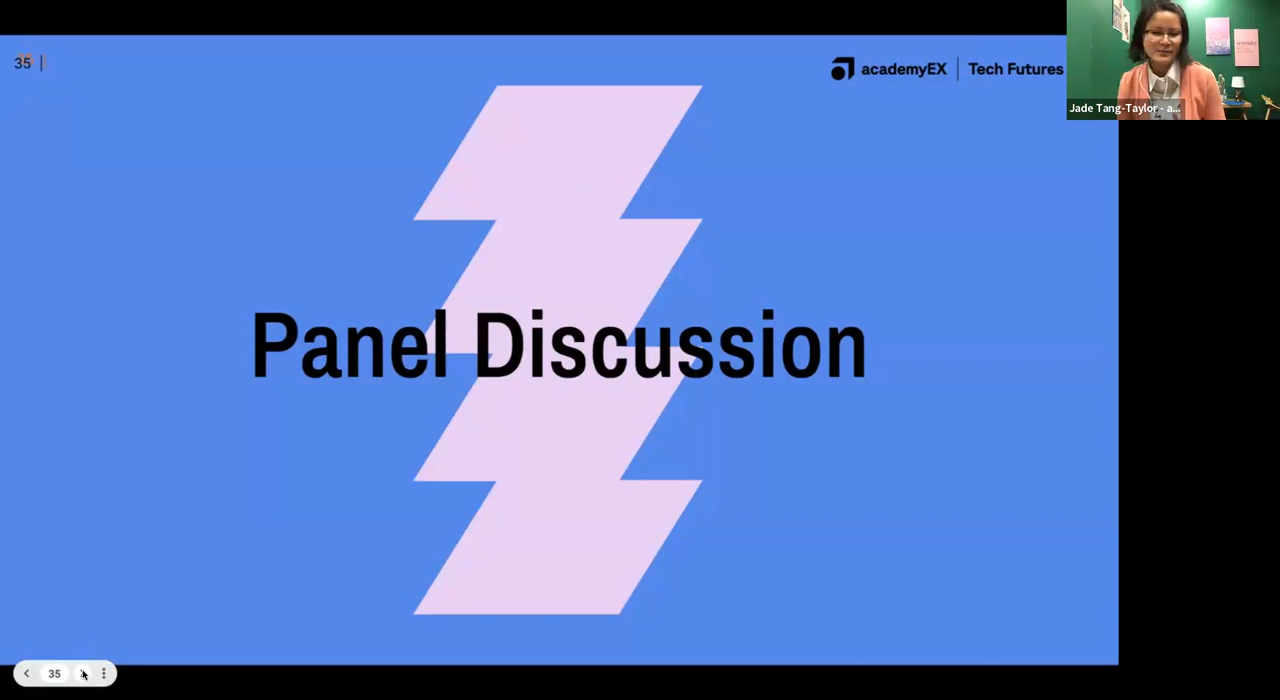 35 |
academyEX | Tech Futures
Jade Tang-Taylor - a...
Panel Discussion
35